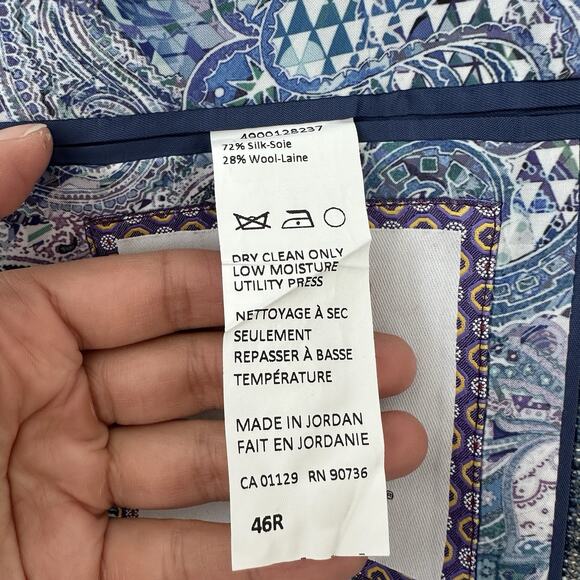 4900128237
72% Silk-Soie
28% Wool-Laine
DRY CLEAN ONLY
LOW MOISTURE
UTILITY PRESS
NETTOYAGE À SEC
SEULEMENT
REPASSER À BASSE
TEMPÉRATURE
MADE IN JORDAN
FAIT EN JORDANIE
CA 01129 RN 90736
46R
®